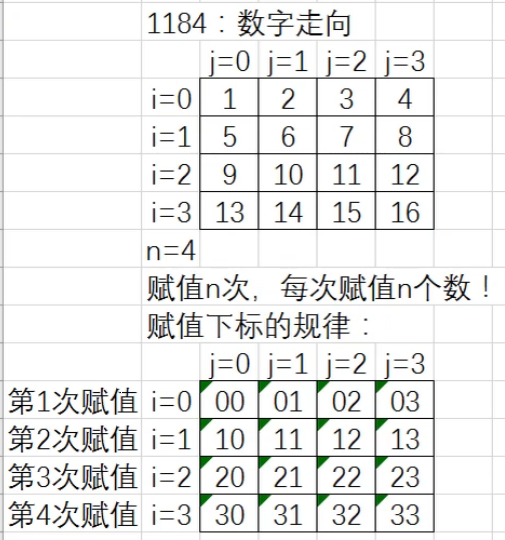 1184：数字走向
j=0 j=1 j=2 j=3
i=0 1 2 3 4
i=1 5 6 7 8
i=2 9 10 11 12
i=3 13 14 15 16
n=4
赋值n次，每次赋值n个数！
赋值下标的规律：
j=0 j=1 j=2 j=3
第1次赋值 i=0 00 01 02 03
第2次赋值 i=1 10 11 12 13
第3次赋值 i=2 20 21 22 23
第4次赋值 i=3 30 31 32 33